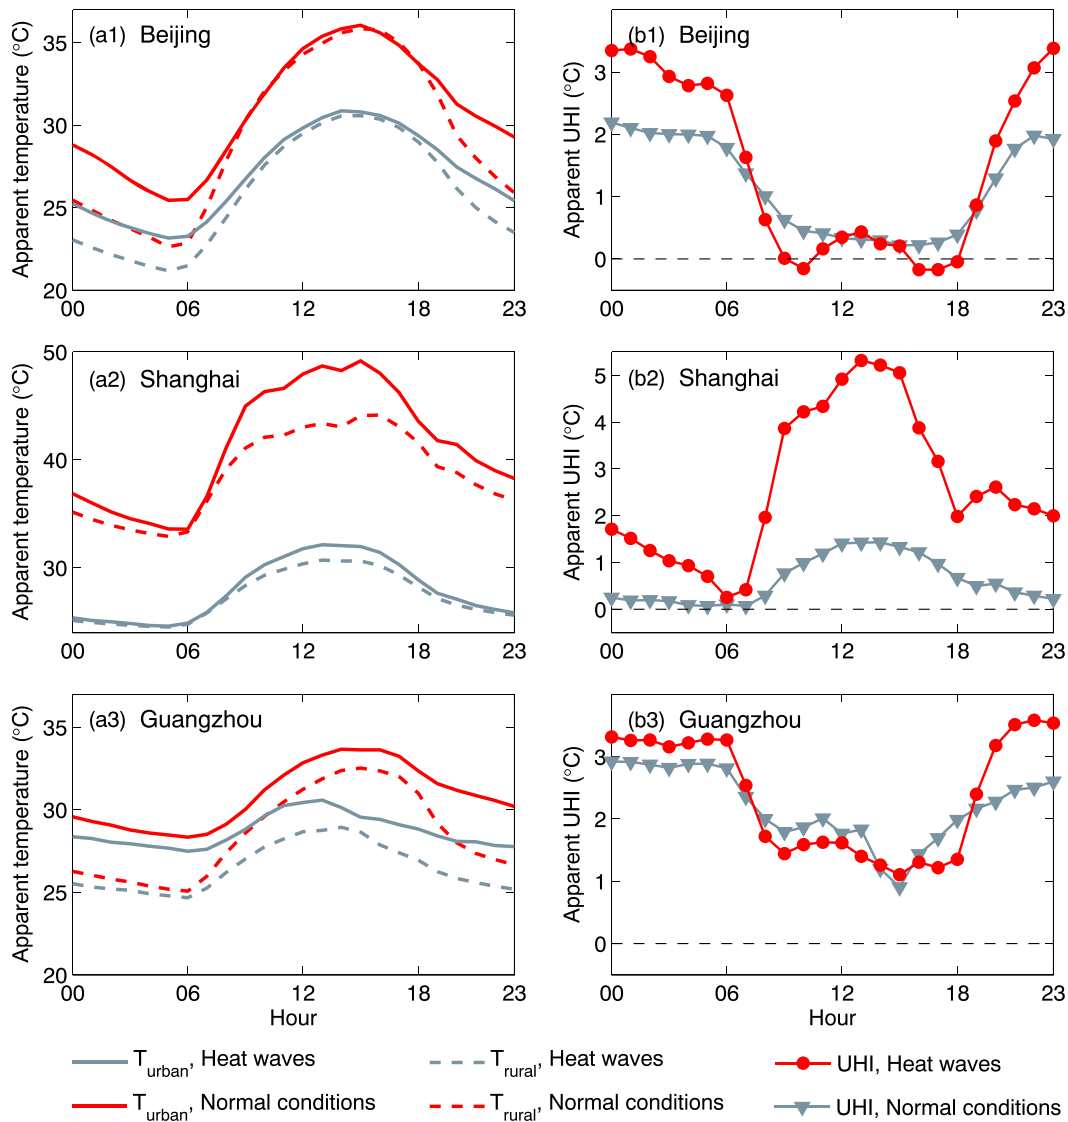 (a1) Beijing
Apparent temperature (°C)
35
30
25
20
00 06 12 18 23
(b1) Beijing
Apparent UHI (°C)
3
2
1
0
00 06 12 18 23
(a2) Shanghai
Apparent temperature (°C)
50
40
30
00 06 12 18 23
(b2) Shanghai
Apparent UHI (°C)
5
4
3
2
1
0
00 06 12 18 23
(a3) Guangzhou
Apparent temperature (°C)
35
30
25
20
00 06 12 18 23
Hour
(b3) Guangzhou
Apparent UHI (°C)
3
2
1
0
00 06 12 18 23
Hour
Turban, Heat waves
Trural, Heat waves
UHI, Heat waves
Turban, Normal conditions
Trural, Normal conditions
UHI, Normal conditions